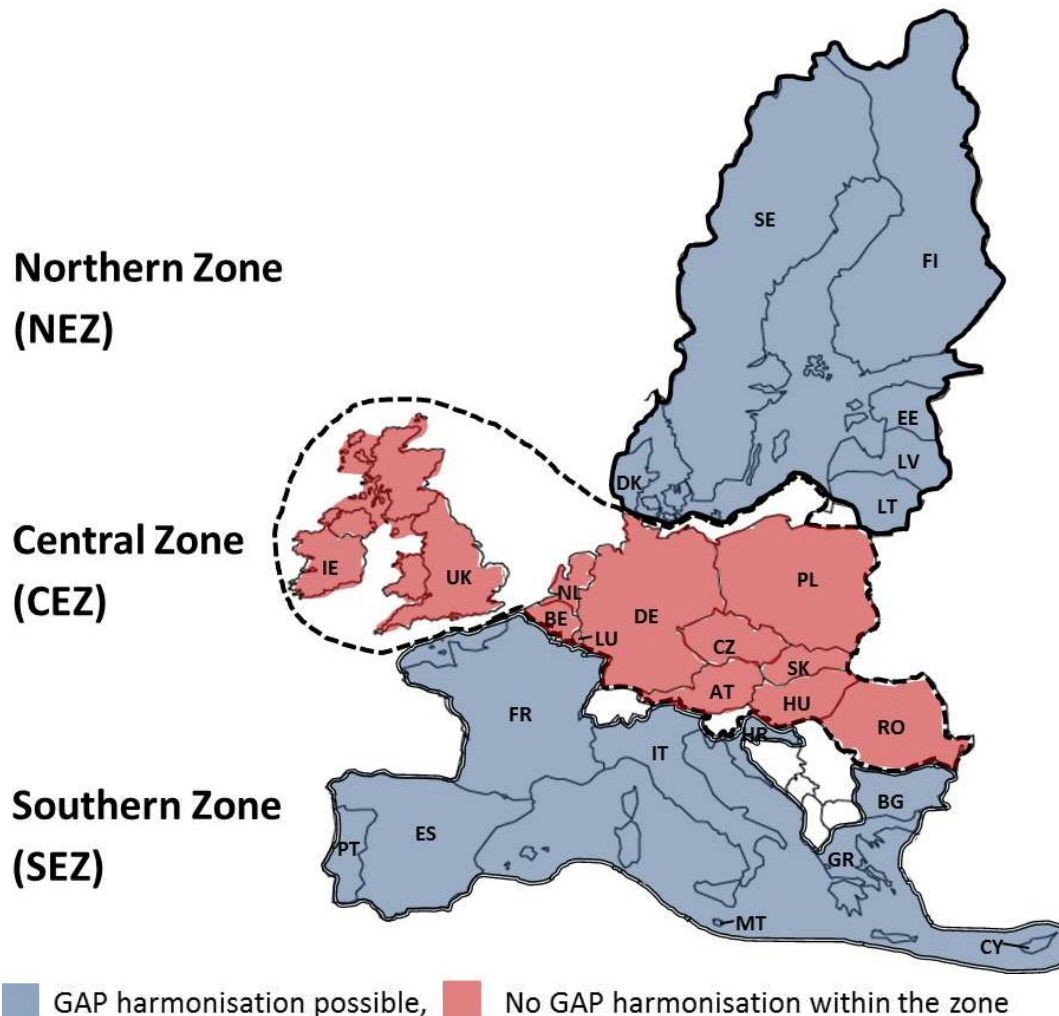 SE
FI
Northern Zone
(NEZ)
EE
LV
DK
LT
Central Zone
(CEZ)
IE
UK
NL
BE
LU
DE
PL
CZ
SK
AT
HU
RO
FR
IT
HR
Southern Zone
(SEZ)
PT
ES
BG
GR
MT
CY
GAP harmonisation possible, No GAP harmonisation within the zone